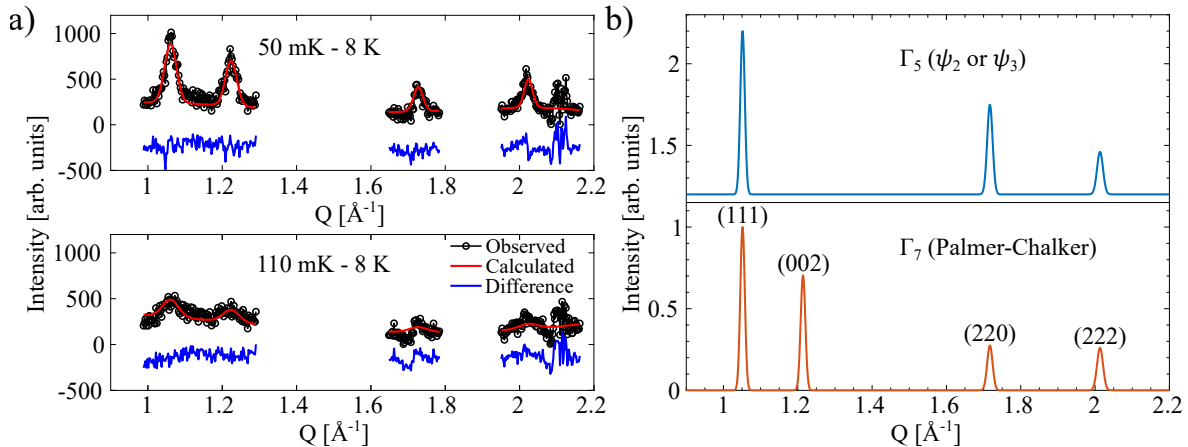 a)
50 mK - 8 K
1000
500
0
-500
1
1.2
1.4
1.6
1.8
2
2.2
Q [Å⁻¹]
110 mK - 8 K
Observed
Calculated
Difference
1000
500
0
-500
1
1.2
1.4
1.6
1.8
2
2.2
Q [Å⁻¹]
Intensity [arb. units]
b)
Γ₅ (ψ₂ or ψ₃)
2
1.2
Γ₇ (Palmer-Chalker)
(111)
(002)
(220)
(222)
1
0.5
0
1
1.2
1.4
1.6
1.8
2
2.2
Q [Å⁻¹]
Intensity [arb. units]